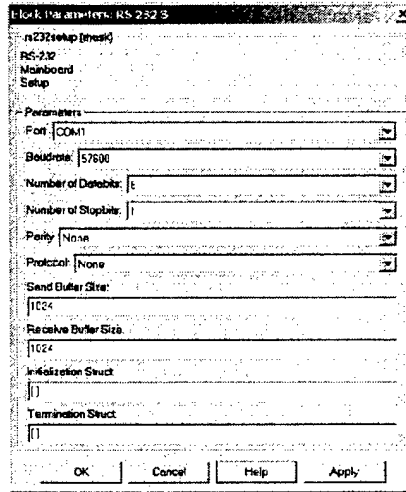 Block Parameters: RS-232 S
rs232setup (mask)
RS-232
Mainboard
Setup
Parameters
Port: COM1
Baudrate: 57600
Number of Databits: 8
Number of Stopbits: 1
Parity: None
Protocol: None
Send Buffer Size:
1024
Receive Buffer Size:
1024
Initialization Struct:
[]
Termination Struct:
[]
OK Cancel Help Apply